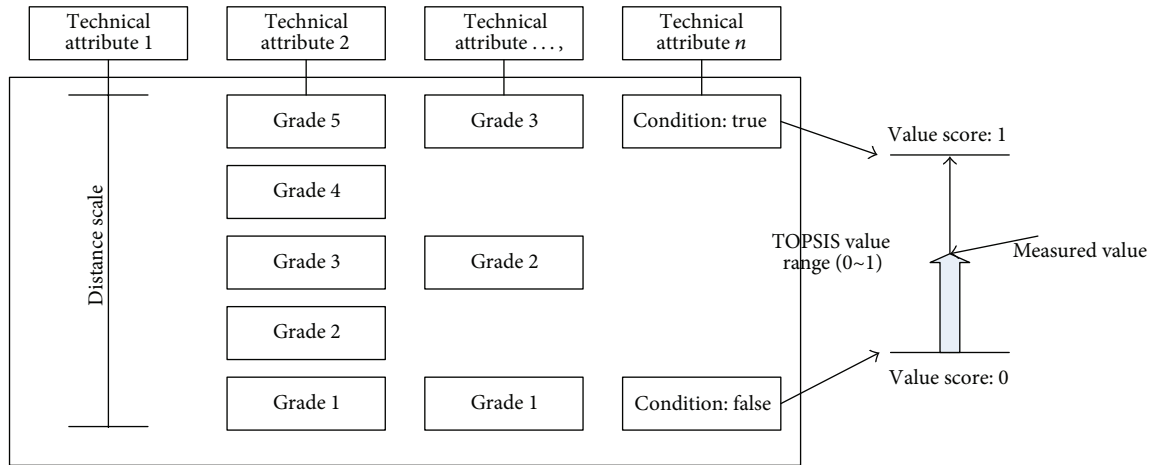 Technical
attribute 1
Technical
attribute 2
Technical
attribute . . . ,
Technical
attribute n
Distance scale
Grade 5
Grade 4
Grade 3
Grade 2
Grade 1
Grade 3
Grade 2
Grade 1
Condition: true
Condition: false
Value score: 1
TOPSIS value
range (0~1)
Measured value
Value score: 0